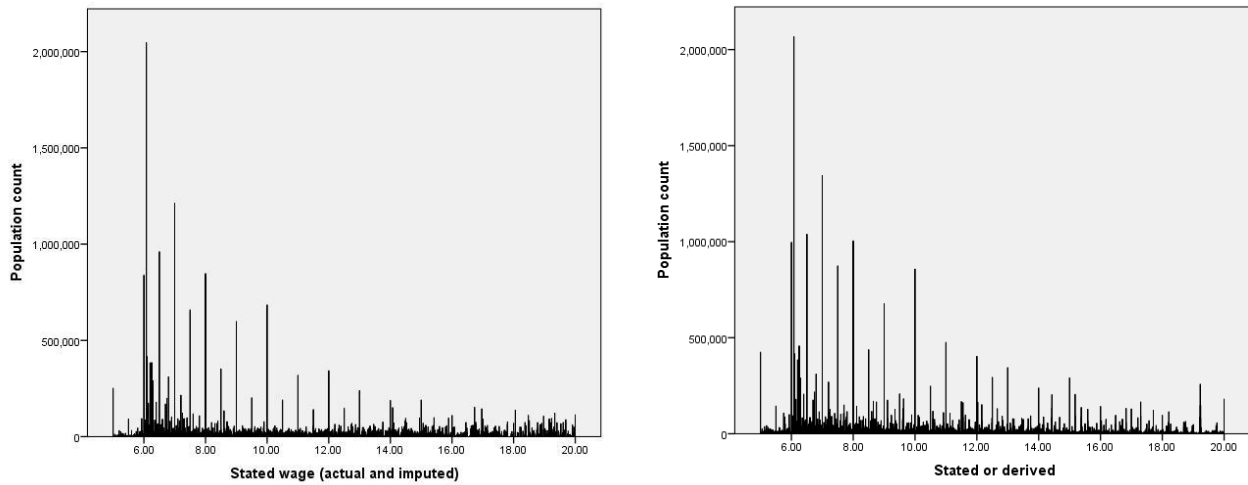 Population count
2,000,000
1,500,000
1,000,000
500,000
0
6.00 8.00 10.00 12.00 14.00 16.00 18.00 20.00
Stated wage (actual and imputed)
Population count
2,000,000
1,500,000
1,000,000
500,000
0
6.00 8.00 10.00 12.00 14.00 16.00 18.00 20.00
Stated or derived